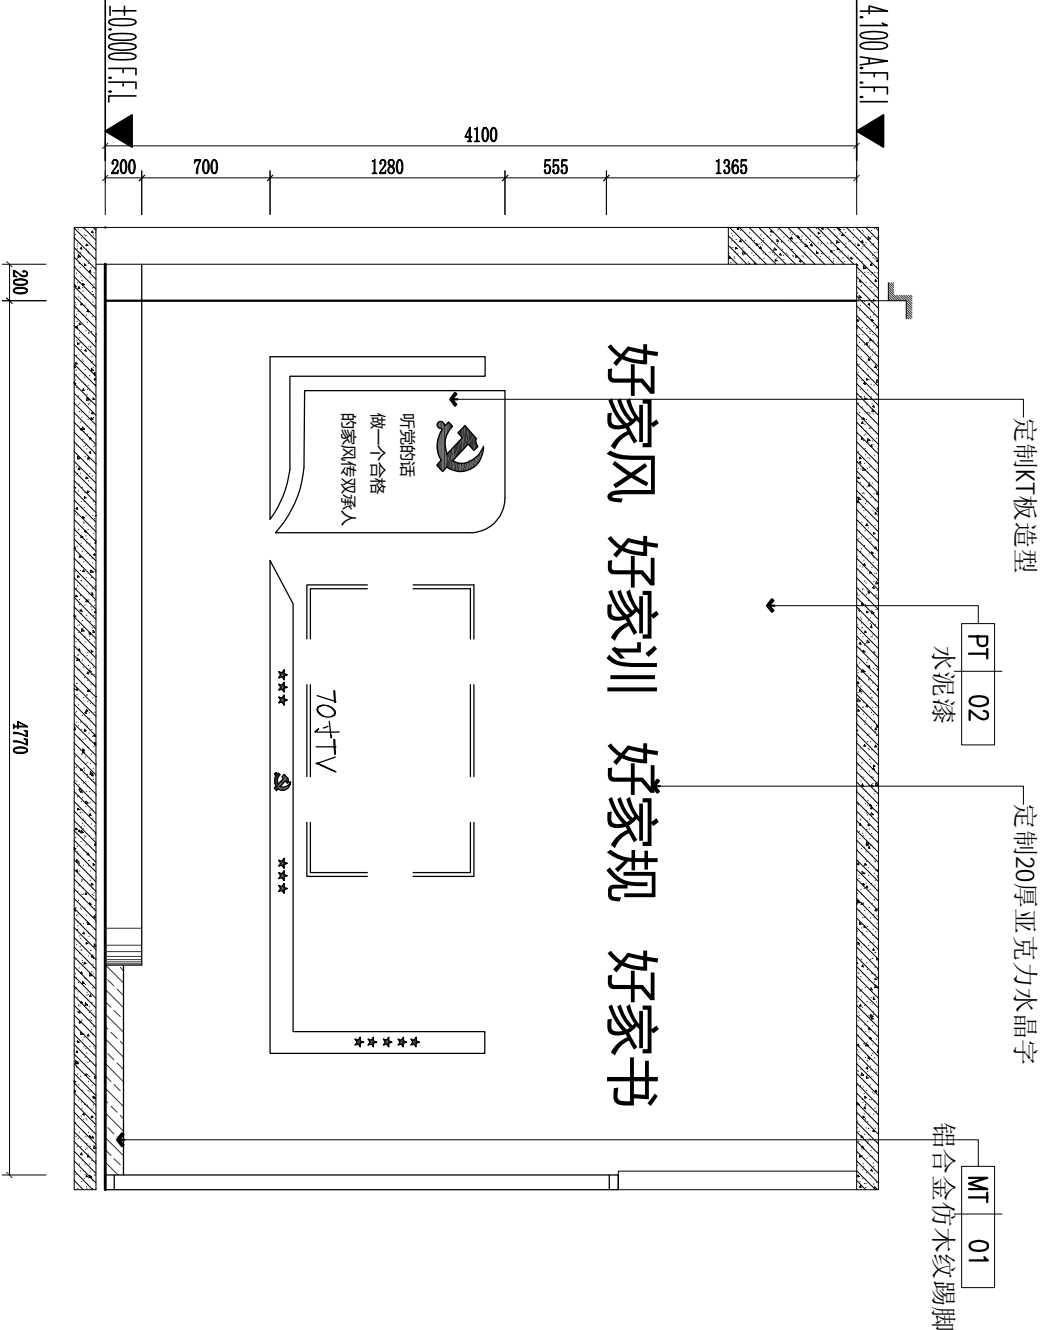 定制KT板造型
PT 02
水泥漆
定制20厚亚克力水晶字
MT 01
铝合金仿木纹踢脚
4.100 A.F.F.l
±0.000 F.F.L
4100
1365
555
1280
700
200
好家风 好家训 好家规 好家书
听党的话
做一个合格
的家风传双承人
70寸TV
200
4770